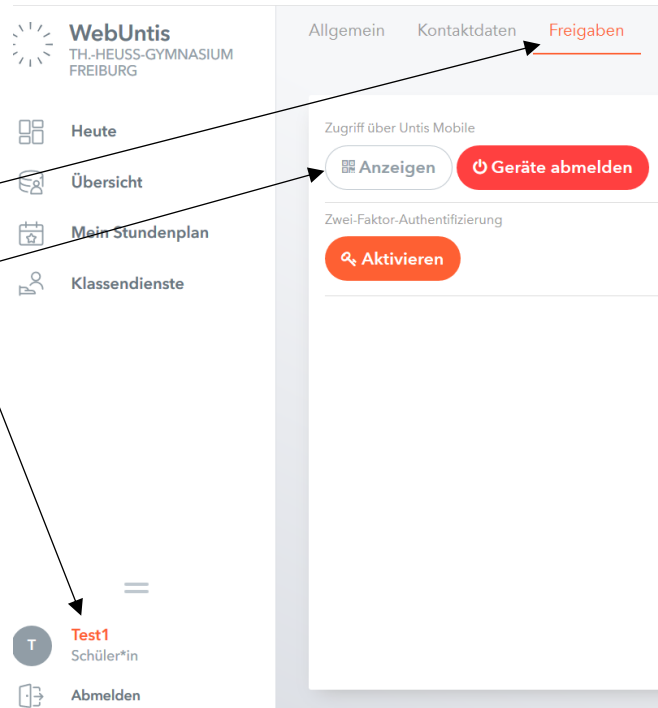 WebUntis
TH.-HEUSS-GYMNASIUM
FREIBURG
Heute
Übersicht
Mein Stundenplan
Klassendienste
Test1
T
Schüler*in
Abmelden
Allgemein Kontaktdaten Freigaben
Zugriff über Untis Mobile
Anzeigen Geräte abmelden
Zwei-Faktor-Authentifizierung
Aktivieren